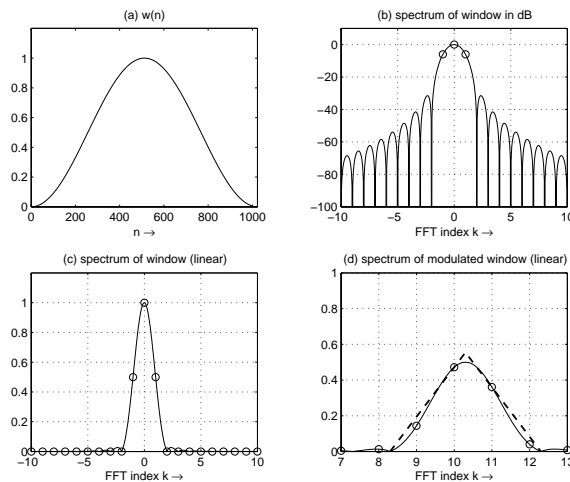 (a) w(n)
1
0.8
0.6
0.4
0.2
0
0 200 400 600 800 1000
n →
(b) spectrum of window in dB
0
−20
−40
−60
−80
−100
−10 −5 0 5 10
FFT index k →
(c) spectrum of window (linear)
1
0.8
0.6
0.4
0.2
0
−10 −5 0 5 10
FFT index k →
(d) spectrum of modulated window (linear)
1
0.8
0.6
0.4
0.2
0
7 8 9 10 11 12 13
FFT index k →